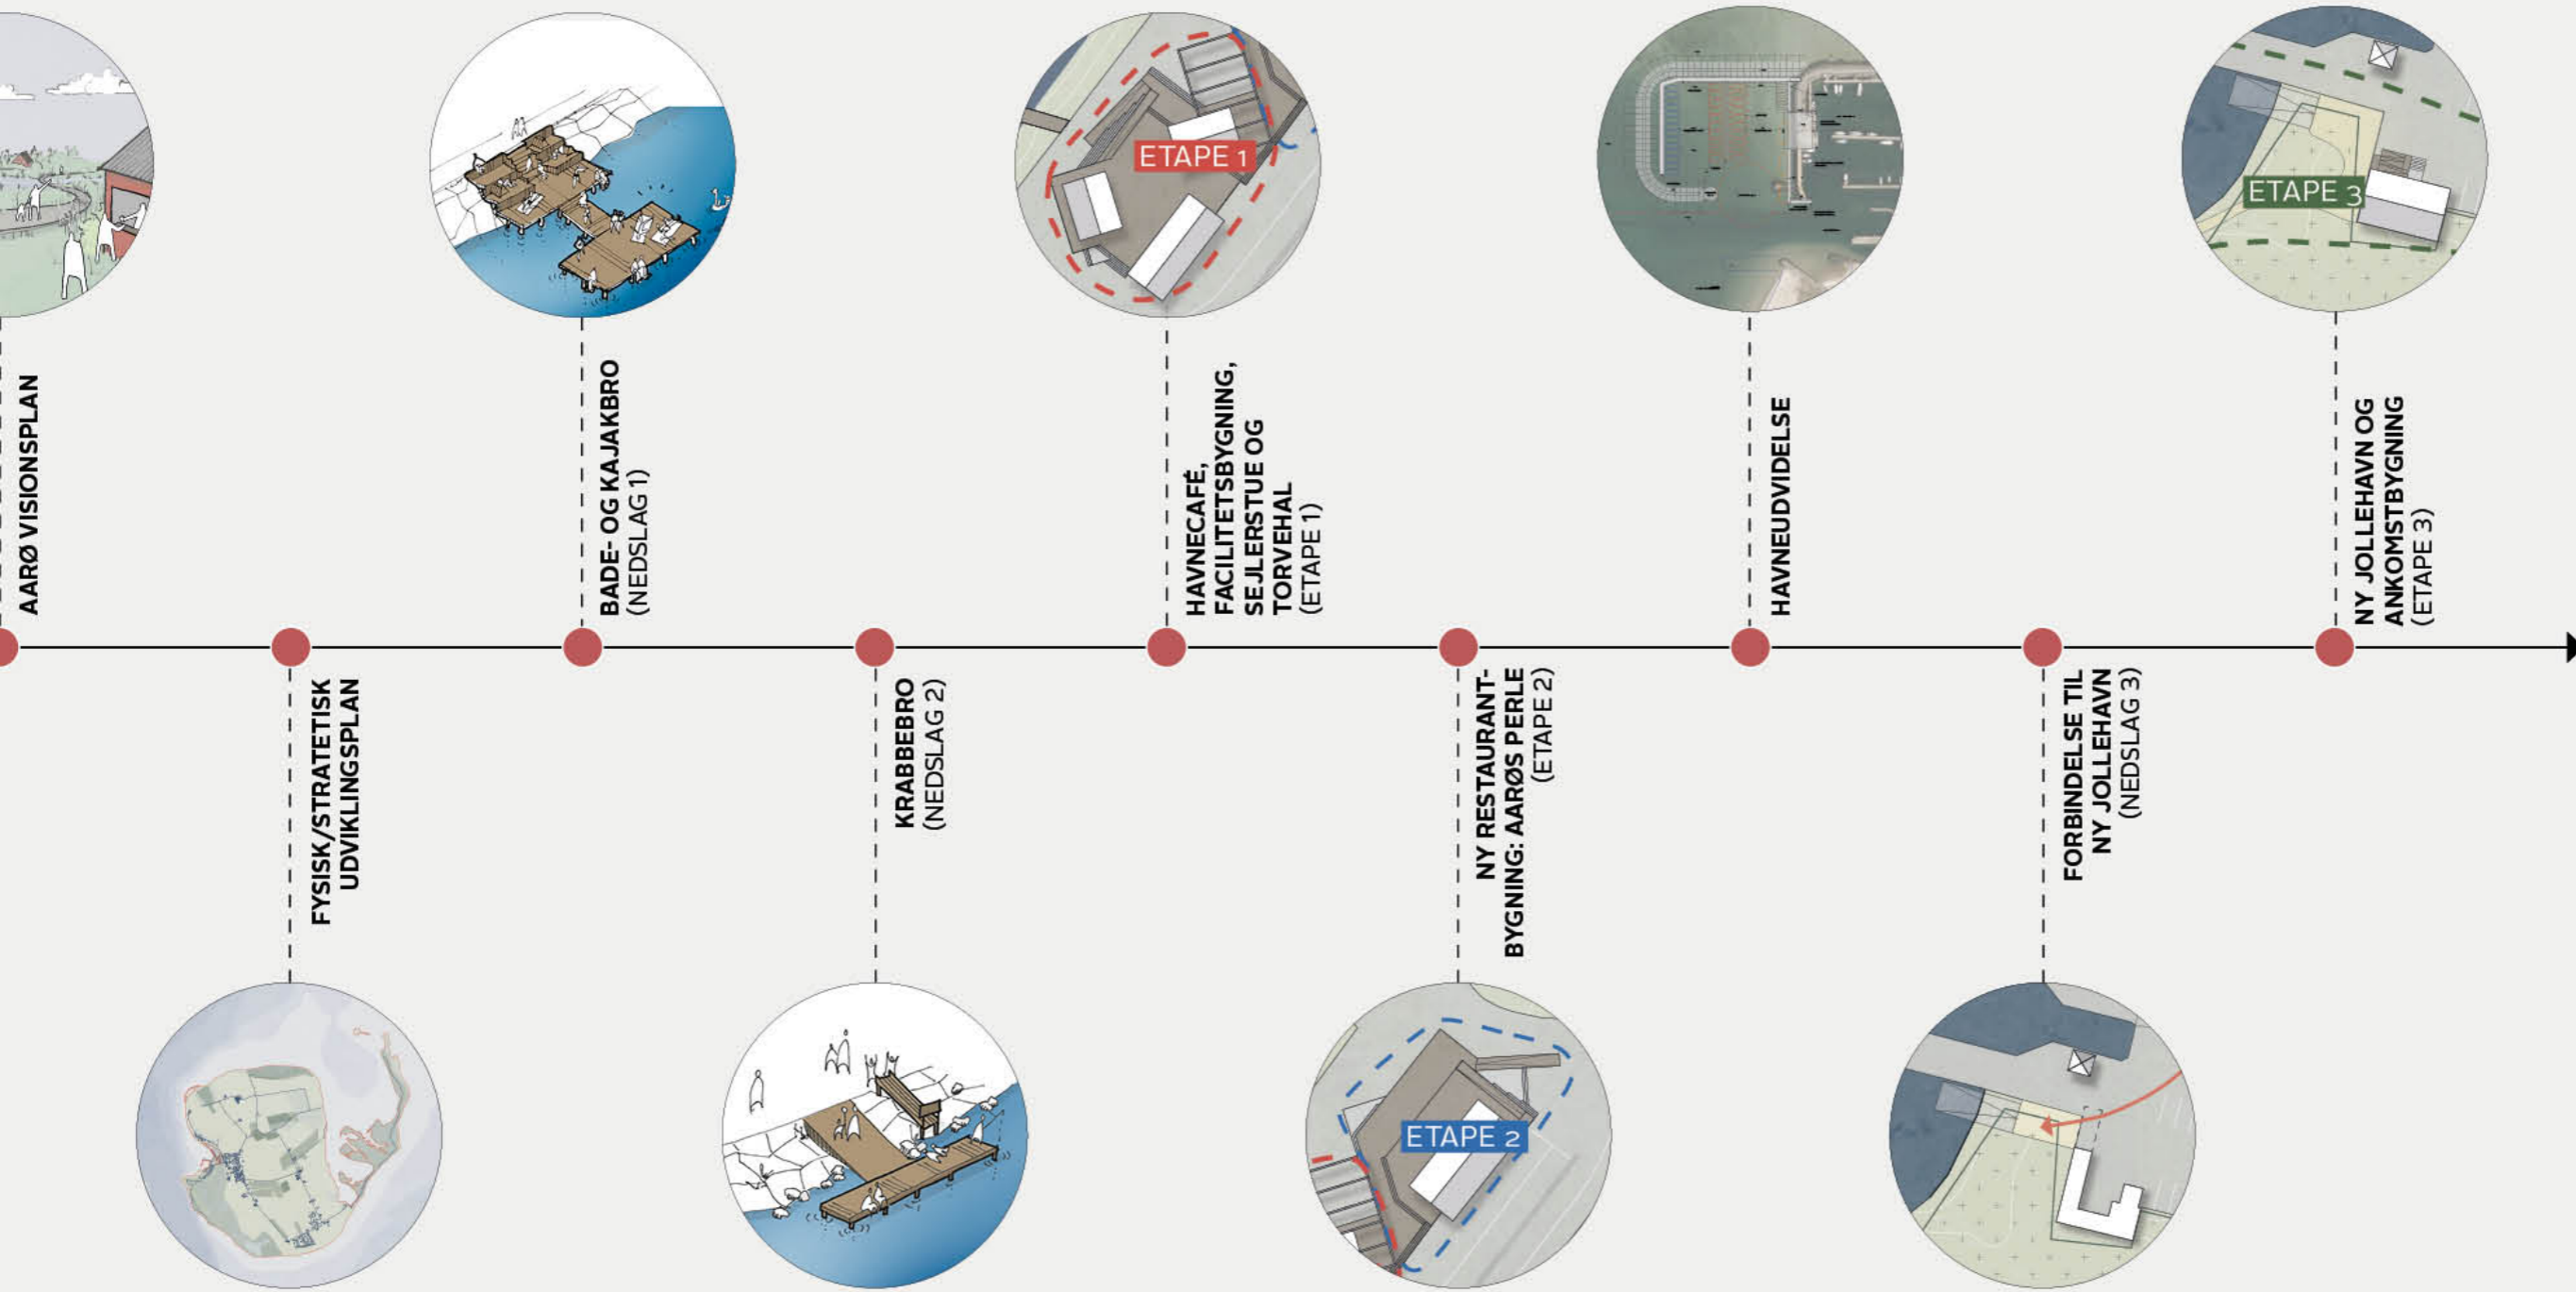 AARØ VISIONSPLAN
FYSISK/STRATETISK
UDVIKLINGSPLAN
BADE- OG KAJAKBRO
(NEDSLAG 1)
KRABBEBRO
(NEDSLAG 2)
ETAPE 1
HAVNECAFÉ,
FACILITETSBYGNING,
SEJLERSTUE OG
TORVEHAL
(ETAPE 1)
NY RESTAURANT-
BYGNING: AARØS PERLE
(ETAPE 2)
ETAPE 2
HAVNEUDVIDELSE
FORBINDELSE TIL
NY JOLLEHAVN
(NEDSLAG 3)
ETAPE 3
NY JOLLEHAVN OG
ANKOMSTBYGNING
(ETAPE 3)